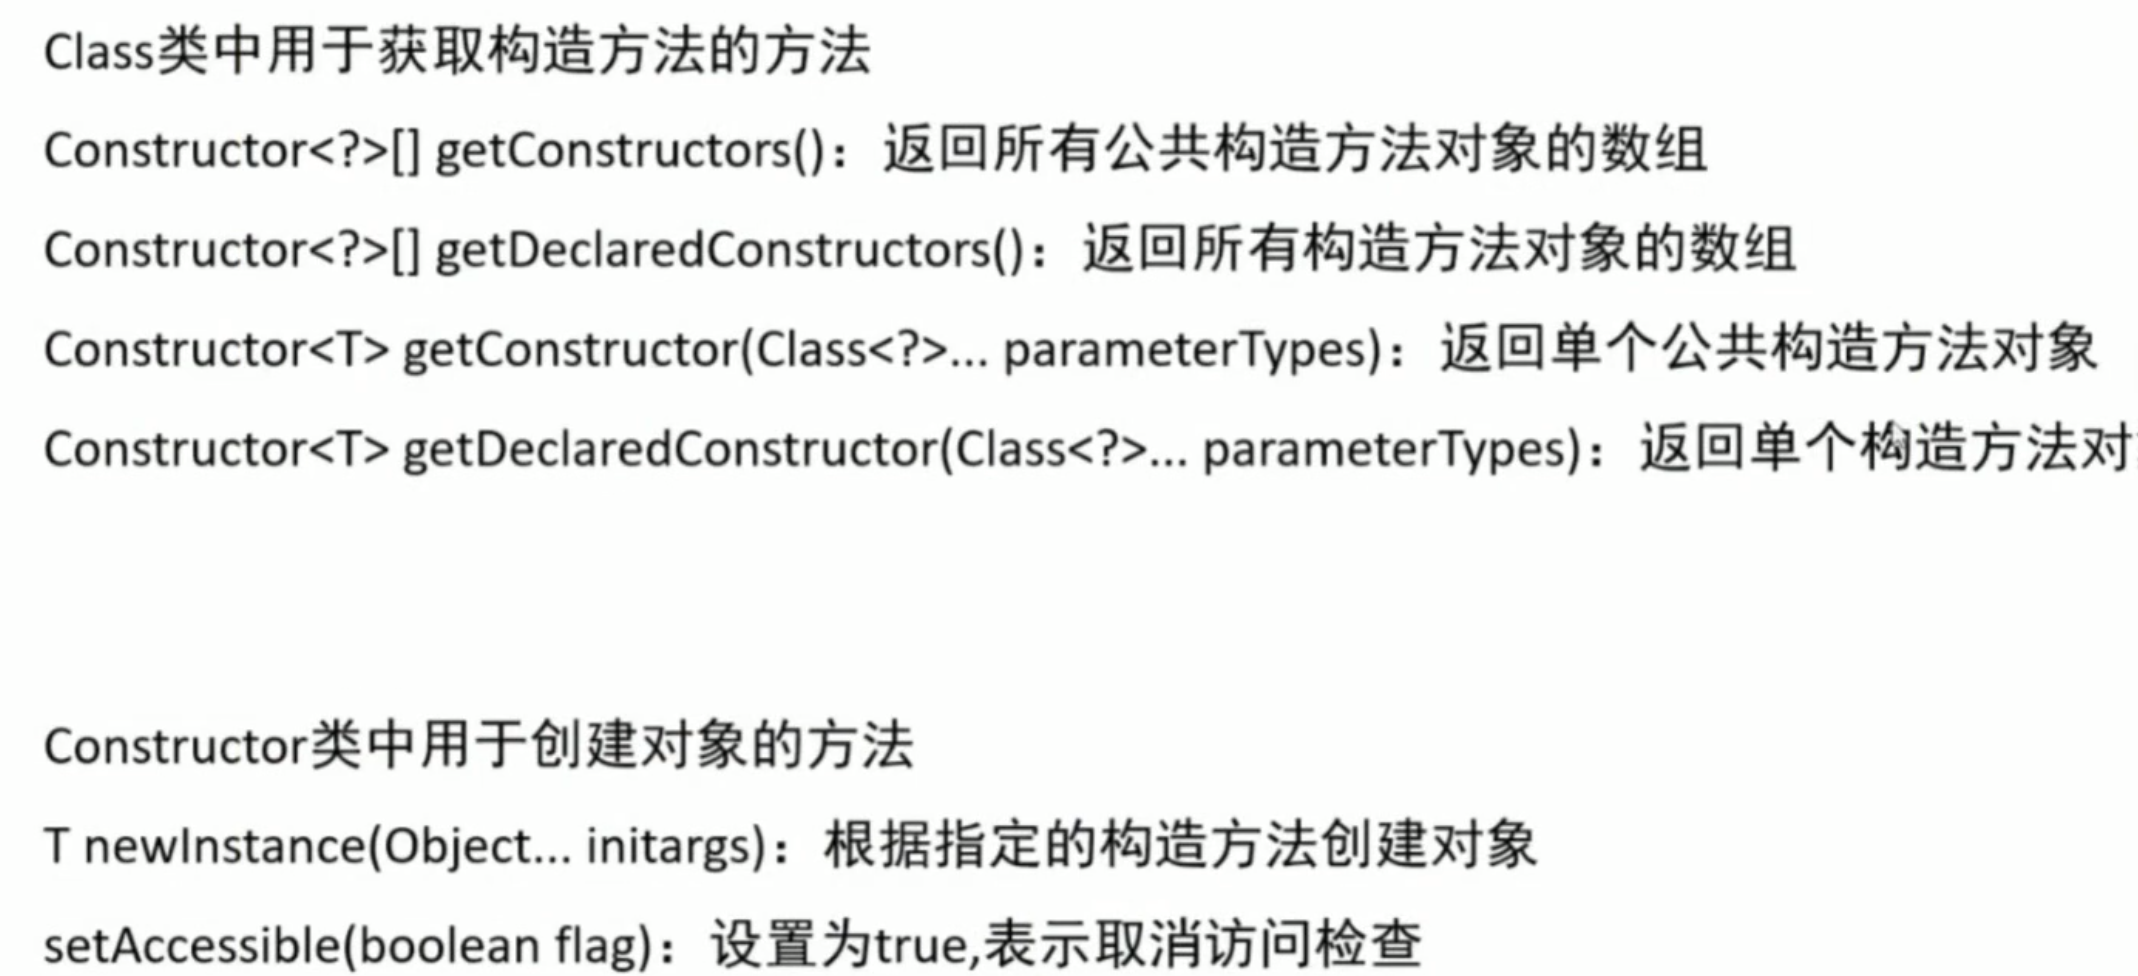 Class类中用于获取构造方法的方法
Constructor<?>[] getConstructors()：返回所有公共构造方法对象的数组
Constructor<?>[] getDeclaredConstructors()：返回所有构造方法对象的数组
Constructor<T> getConstructor(Class<?>... parameterTypes)：返回单个公共构造方法对象
Constructor<T> getDeclaredConstructor(Class<?>... parameterTypes)：返回单个构造方法对
Constructor类中用于创建对象的方法
T newInstance(Object... initargs)：根据指定的构造方法创建对象
setAccessible(boolean flag)：设置为true,表示取消访问检查